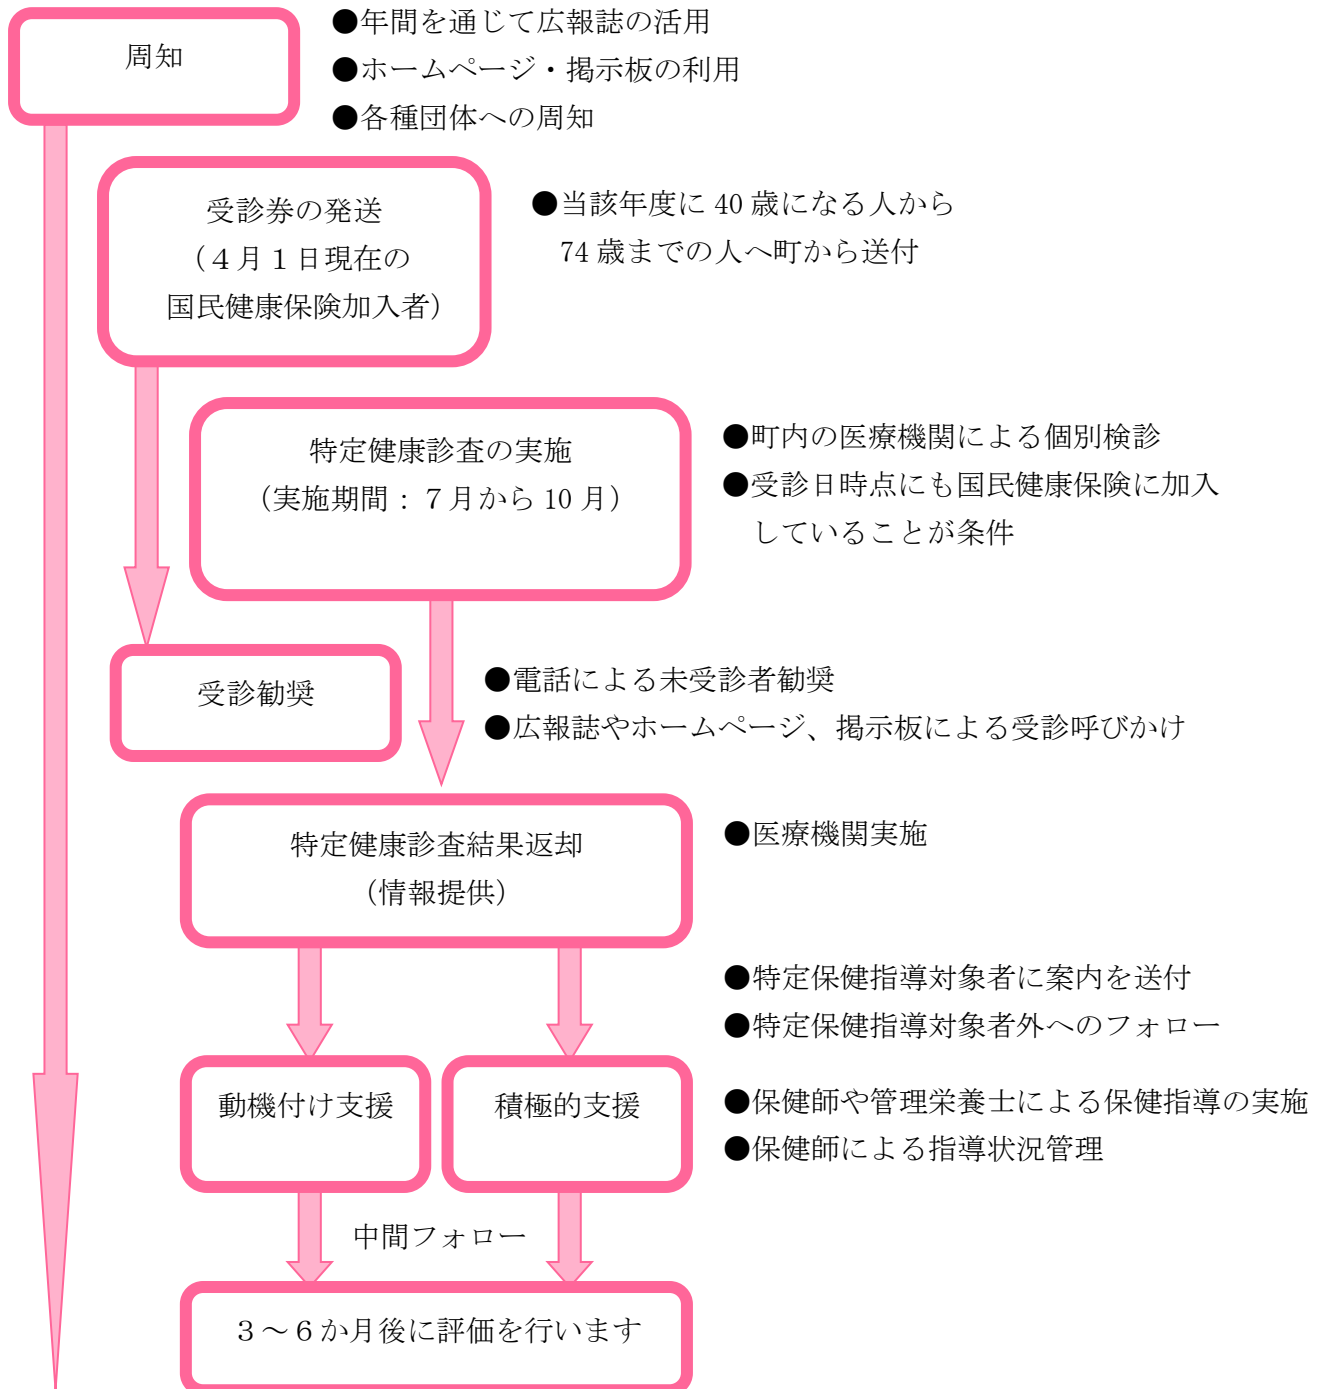 周知
●年間を通じて広報誌の活用
●ホームページ・掲示板の利用
●各種団体への周知
受診券の発送
（４月１日現在の
国民健康保険加入者）
●当該年度に 40 歳になる人から
74 歳までの人へ町から送付
特定健康診査の実施
（実施期間：７月から 10 月）
●町内の医療機関による個別検診
●受診日時点にも国民健康保険に加入
していることが条件
受診勧奨
●電話による未受診者勧奨
●広報誌やホームページ、掲示板による受診呼びかけ
特定健康診査結果返却
（情報提供）
●医療機関実施
●特定保健指導対象者に案内を送付
●特定保健指導対象者外へのフォロー
動機付け支援
積極的支援
●保健師や管理栄養士による保健指導の実施
●保健師による指導状況管理
中間フォロー
３～６か月後に評価を行います